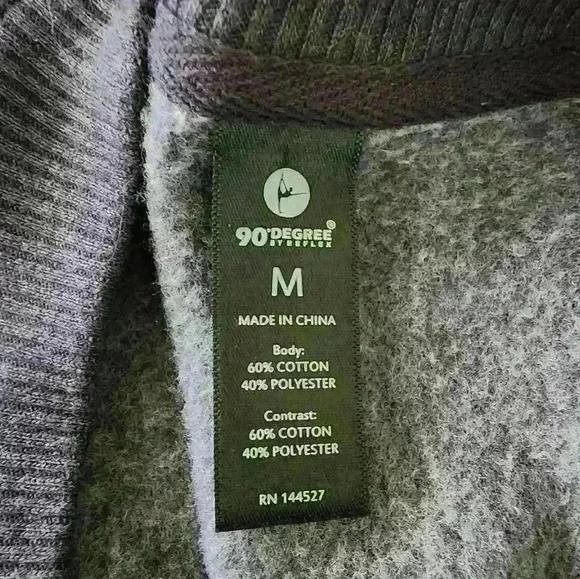 90°DEGREE®
BY REFLEX
M
MADE IN CHINA
Body:
60% COTTON
40% POLYESTER
Contrast:
60% COTTON
40% POLYESTER
RN 144527